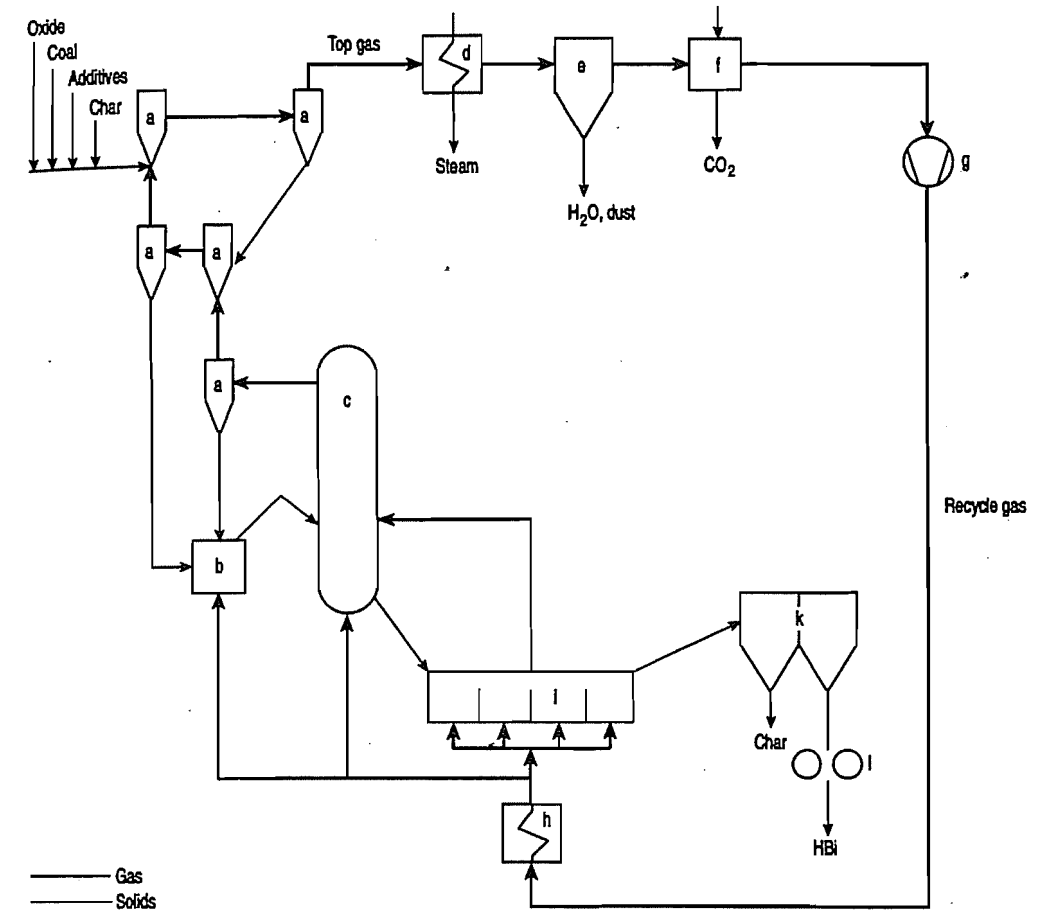 Oxide
Coal
Additives
Char
a
a
Top gas
d
e
f
Steam
H2O, dust
CO2
g
a
a
a
c
Recycle gas
b
k
i
Char
l
h
HBi
Gas
Solids